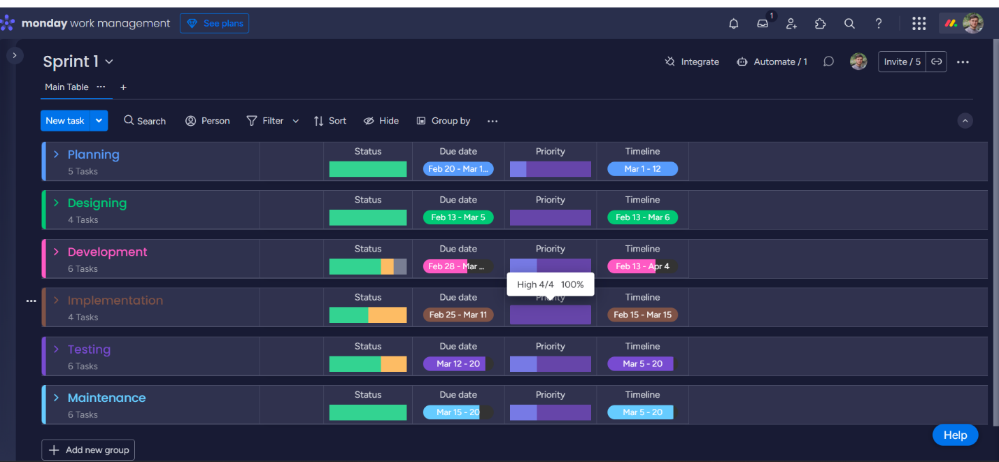 monday work management See plans 1 ?
Sprint 1 Integrate Automate / 1 Invite / 5
Main Table +
New task Search Person Filter Sort Hide Group by
Planning Status Due date Priority Timeline
5 Tasks Feb 20 - Mar 1... Mar 1 - 12
Designing Status Due date Priority Timeline
4 Tasks Feb 13 - Mar 5 Feb 13 - Mar 6
Development Status Due date Priority Timeline
6 Tasks Feb 28 - Mar ... Feb 13 - Apr 4
High 4/4 100%
Implementation Status Due date Priority Timeline
4 Tasks Feb 25 - Mar 11 Feb 15 - Mar 15
Testing Status Due date Priority Timeline
6 Tasks Mar 12 - 20 Mar 5 - 20
Maintenance Status Due date Priority Timeline
6 Tasks Mar 15 - 20 Mar 5 - 20
Help
+ Add new group